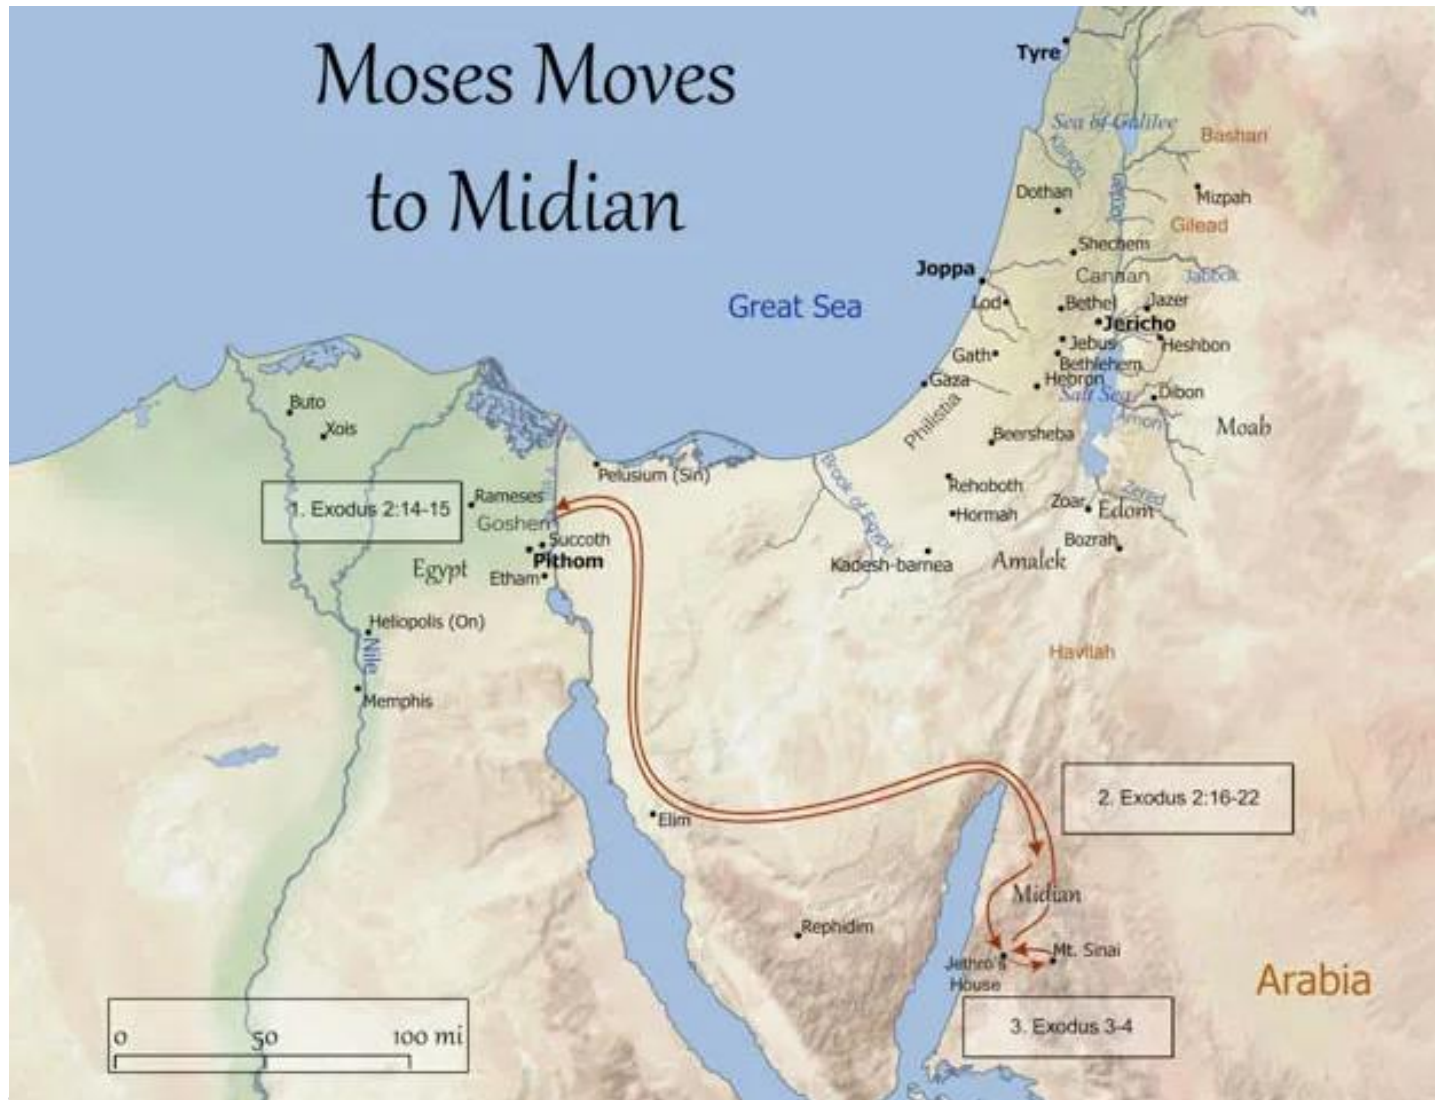 Moses Moves
to Midian
Tyre
Sea of Galilee
Bashan
Kishon
Dothan
Jordan
Mizpah
Gilead
Shechem
Joppa
Canaan
Jabbok
Great Sea
Lod
Bethel
Jazer
Jericho
Jebus
Heshbon
Gath
Bethlehem
Gaza
Hebron
Salt Sea
Dibon
Buto
Philistia
Arnon
Moab
Xois
Beersheba
Pelusium (Sin)
Brook of Egypt
Rehoboth
Zered
Rameses
Zoar
1. Exodus 2:14-15
Hormah
Edom
Goshen
Succoth
Bozrah
Pithom
Kadesh-barnea
Amalek
Egypt
Etham
Heliopolis (On)
Nile
Havilah
Memphis
2. Exodus 2:16-22
Elim
Midian
Rephidim
Mt. Sinai
Jethro's
House
Arabia
3. Exodus 3-4
0 50 100 mi